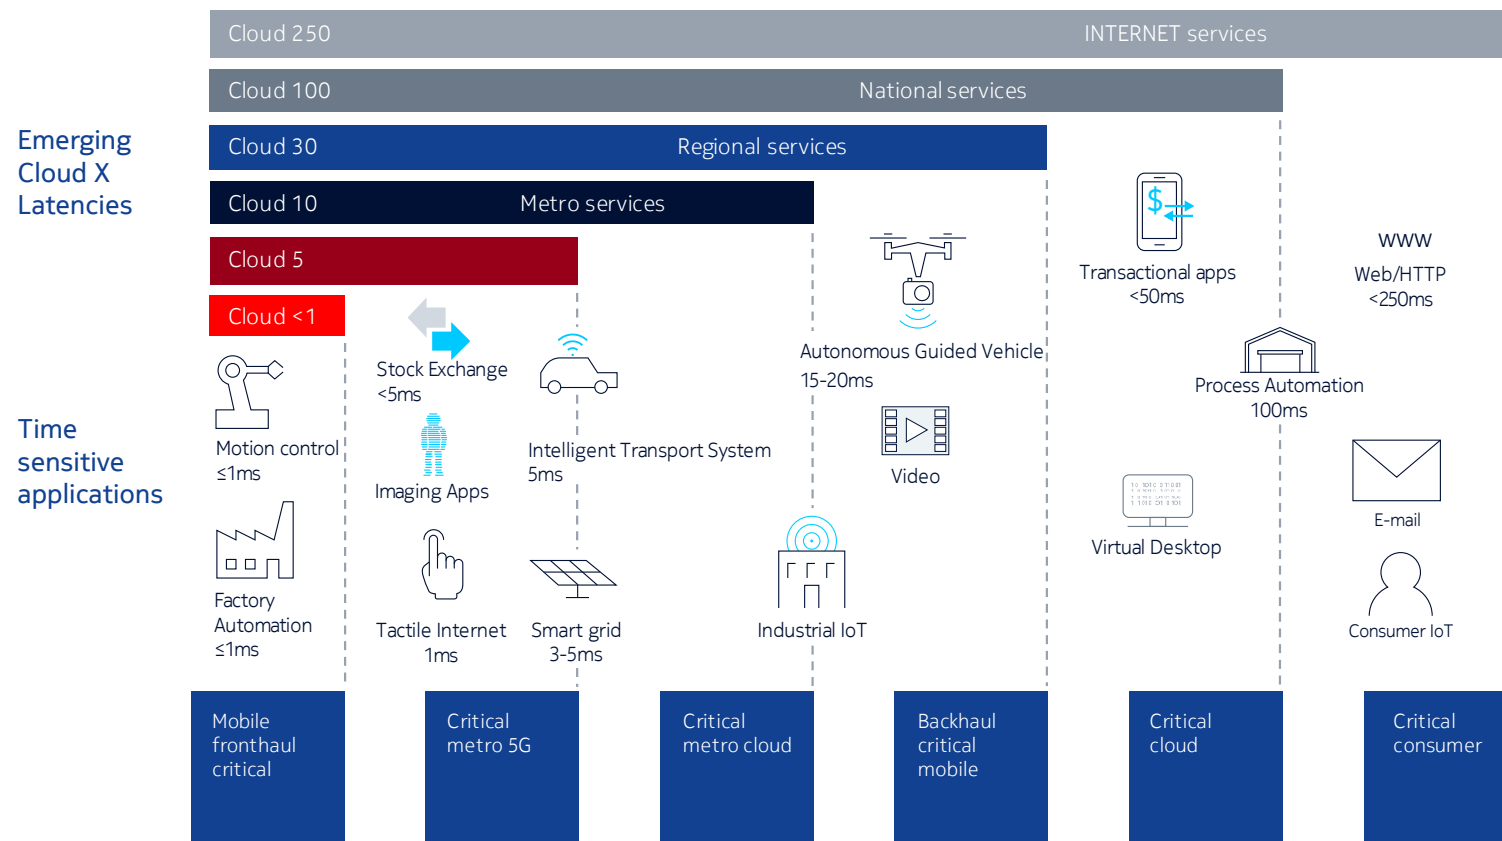 Cloud 250
INTERNET services
Cloud 100
National services
Emerging
Cloud X
Latencies
Cloud 30
Regional services
Cloud 10
Metro services
Cloud 5
Cloud <1
Time
sensitive
applications
Motion control
≤1ms
Factory
Automation
≤1ms
Stock Exchange
<5ms
Imaging Apps
Tactile Internet
1ms
Intelligent Transport System
5ms
Smart grid
3-5ms
Industrial IoT
Autonomous Guided Vehicle
15-20ms
Video
$
Transactional apps
<50ms
Process Automation
100ms
Virtual Desktop
www
Web/HTTP
<250ms
E-mail
Consumer IoT
Mobile
fronthaul
critical
Critical
metro 5G
Critical
metro cloud
Backhaul
critical
mobile
Critical
cloud
Critical
consumer